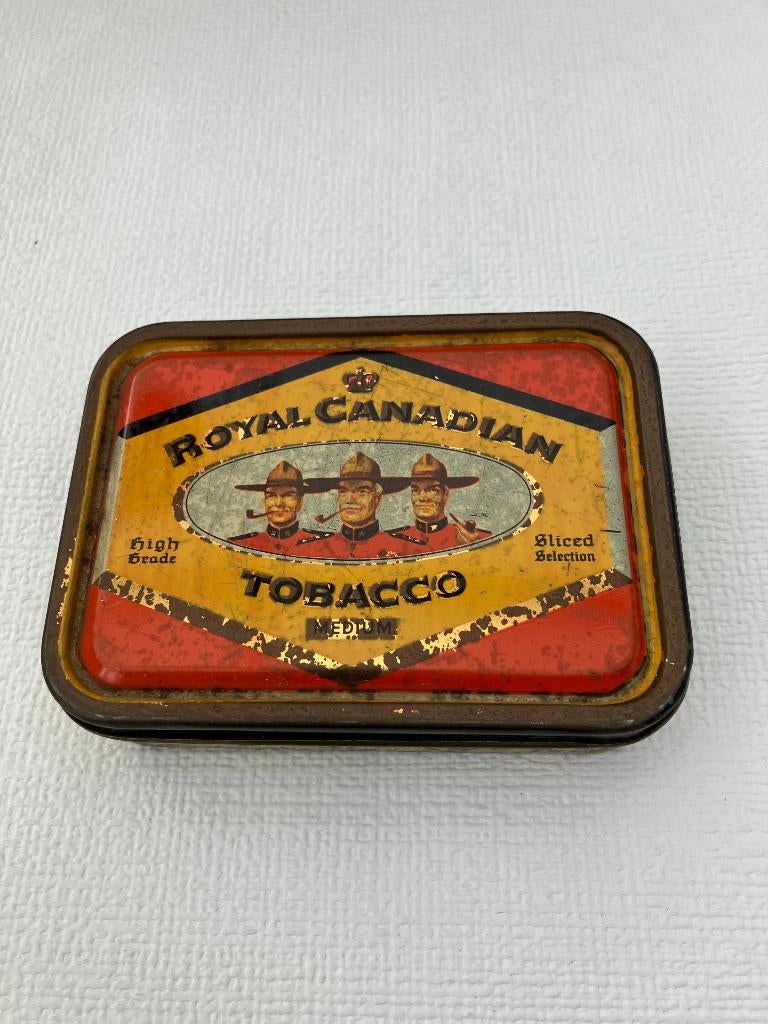 ROYAL CANADIAN
High
Grade
Sliced
Selection
TOBACCO
MEDIUM